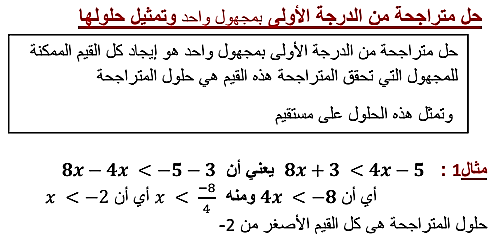 حل متراجحة من الدرجة الأولى بمجهول واحد وتمثيل حلولها
حل متراجحة من الدرجة الأولى بمجهول واحد هو إيجاد كل القيم الممكنة
للمجهول التي تحقق المتراجحة هذه القيم هي حلول المتراجحة
وتمثل هذه الحلول على مستقيم
مثال1 : 8x + 3 < 4x − 5 يعني أن 8x − 4x < −5 − 3
أي أن 4x < −8 ومنه x < −8/4 أي أن x < −2
حلول المتراجحة هي كل القيم الأصغر من 2-